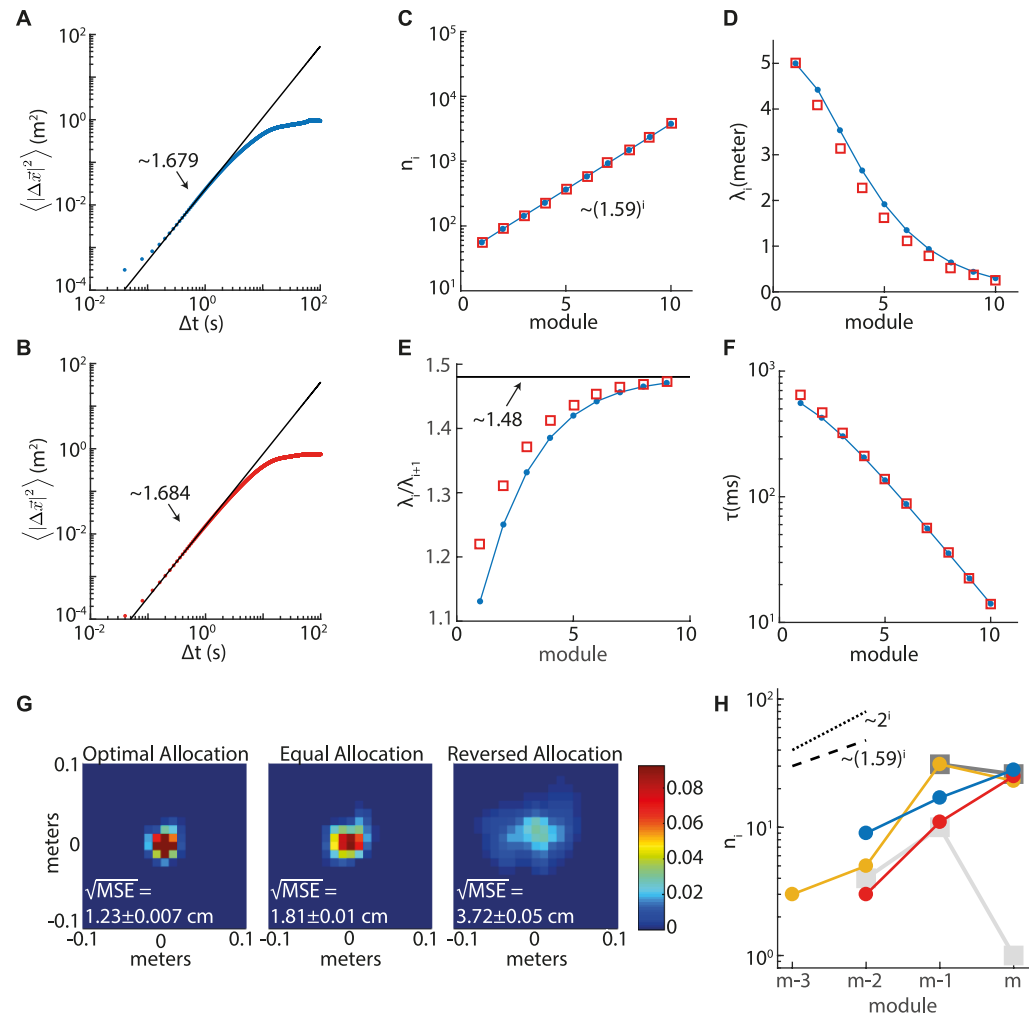 A
⟨|Δx⃗|²⟩ (m²)
10²
10⁰
10⁻²
10⁻⁴
~1.679
10⁻²
10⁰
10²
Δt (s)
C
nᵢ
10⁵
10⁴
10³
10²
10¹
~(1.59)ⁱ
0
5
10
module
D
λᵢ(meter)
5
4
3
2
1
0
0
5
10
module
B
⟨|Δx⃗|²⟩ (m²)
10²
10⁰
10⁻²
10⁻⁴
~1.684
10⁻²
10⁰
10²
Δt (s)
E
λᵢ/λᵢ₊₁
1.5
1.4
1.3
1.2
1.1
~1.48
0
5
10
module
F
τ(ms)
10³
10²
10¹
0
5
10
module
G
Optimal Allocation
Equal Allocation
Reversed Allocation
meters
0.1
0
-0.1
√MSE =
1.23±0.007 cm
√MSE =
1.81±0.01 cm
√MSE =
3.72±0.05 cm
-0.1 0 0.1
meters
-0.1 0 0.1
meters
-0.1 0 0.1
meters
0.08
0.06
0.04
0.02
0
H
nᵢ
10²
10¹
10⁰
~2ⁱ
~(1.59)ⁱ
m-3
m-2
m-1
m
module